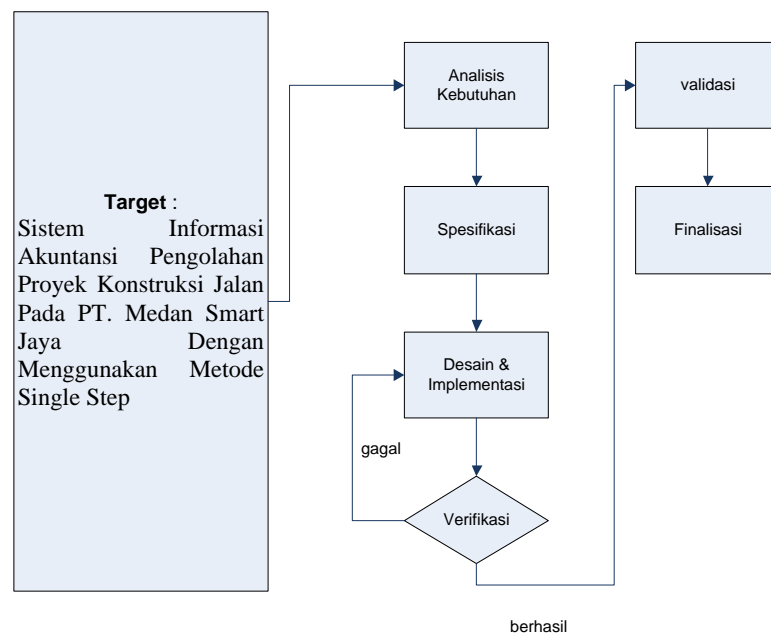 Target :
Sistem Informasi
Akuntansi Pengolahan
Proyek Konstruksi Jalan
Pada PT. Medan Smart
Jaya Dengan
Menggunakan Metode
Single Step
Analisis
Kebutuhan
Spesifikasi
Desain &
Implementasi
gagal
Verifikasi
berhasil
validasi
Finalisasi